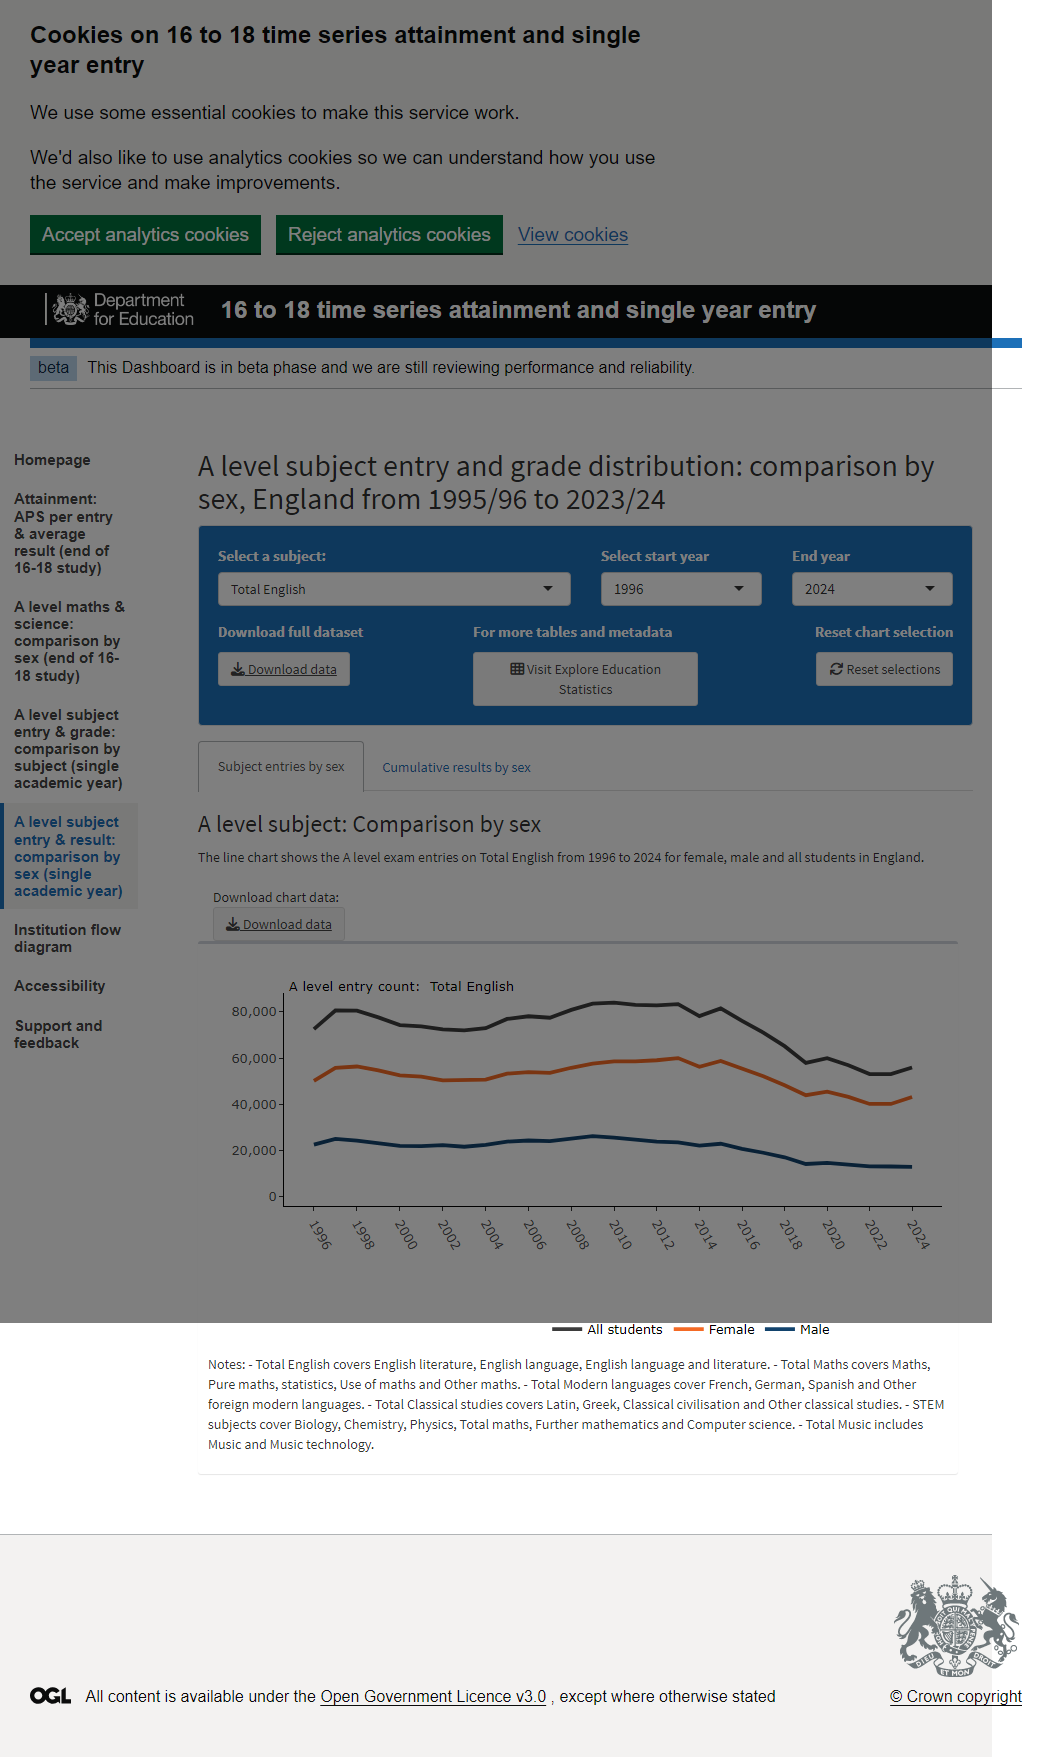 Cookies on 16 to 18 time series attainment and single
year entry
We use some essential cookies to make this service work.
We'd also like to use analytics cookies so we can understand how you use
the service and make improvements.
Accept analytics cookies
Reject analytics cookies
View cookies
Department
for Education
16 to 18 time series attainment and single year entry
beta
This Dashboard is in beta phase and we are still reviewing performance and reliability.
Homepage
Attainment:
APS per entry
& average
result (end of
16-18 study)
A level maths &
science:
comparison by
sex (end of 16-
18 study)
A level subject
entry & grade:
comparison by
subject (single
academic year)
A level subject
entry & result:
comparison by
sex (single
academic year)
Institution flow
diagram
Accessibility
Support and
feedback
A level subject entry and grade distribution: comparison by
sex, England from 1995/96 to 2023/24
Select a subject:
Select start year
End year
Total English
1996
2024
Download full dataset
For more tables and metadata
Reset chart selection
Download data
Visit Explore Education
Statistics
Reset selections
Subject entries by sex
Cumulative results by sex
A level subject: Comparison by sex
The line chart shows the A level exam entries on Total English from 1996 to 2024 for female, male and all students in England.
Download chart data:
Download data
A level entry count: Total English
80,000
60,000
40,000
20,000
0
1996
1998
2000
2002
2004
2006
2008
2010
2012
2014
2016
2018
2020
2022
2024
All students
Female
Male
Notes: - Total English covers English literature, English language, English language and literature. - Total Maths covers Maths,
Pure maths, statistics, Use of maths and Other maths. - Total Modern languages cover French, German, Spanish and Other
foreign modern languages. - Total Classical studies covers Latin, Greek, Classical civilisation and Other classical studies. - STEM
subjects cover Biology, Chemistry, Physics, Total maths, Further mathematics and Computer science. - Total Music includes
Music and Music technology.
OGL
All content is available under the Open Government Licence v3.0 , except where otherwise stated
DIEU ET MON DROIT
© Crown copyright